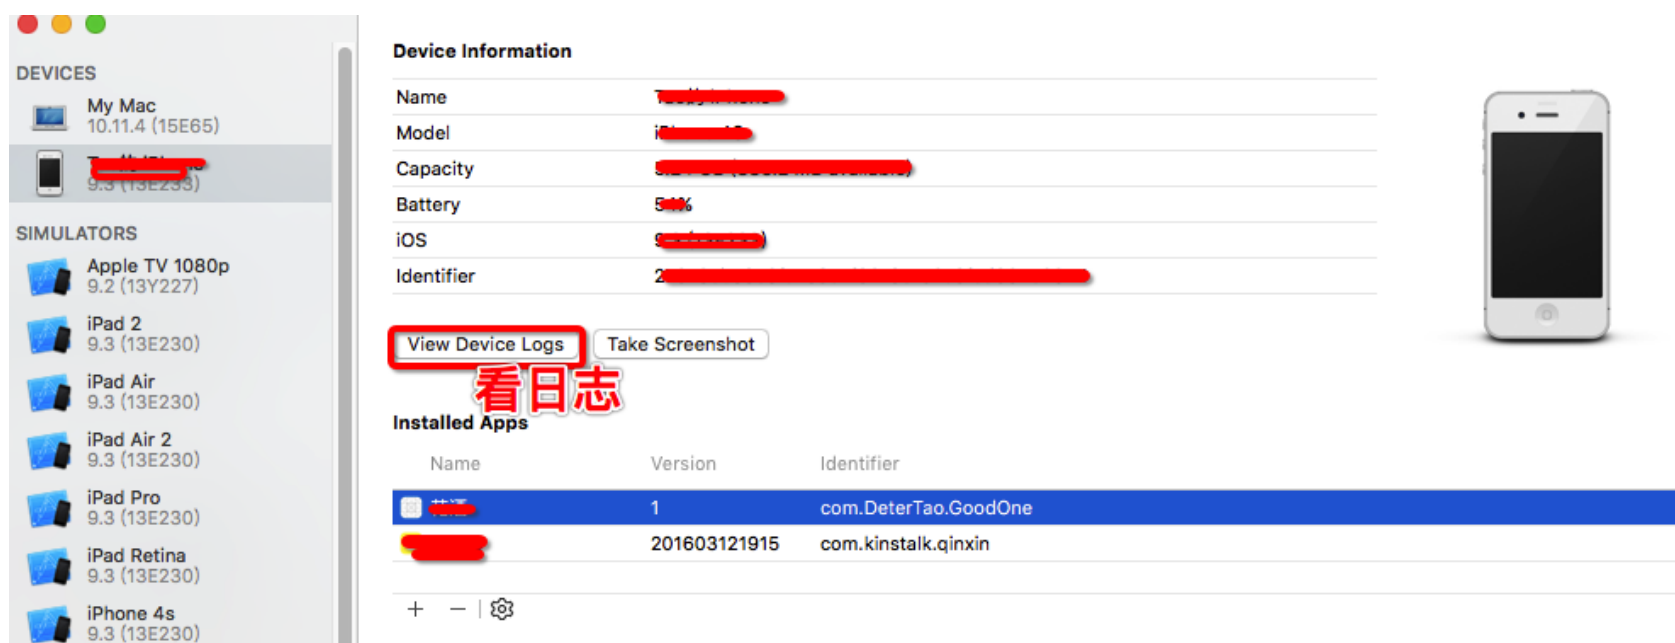 DEVICES
My Mac
10.11.4 (15E65)
9.3 (13E233)
SIMULATORS
Apple TV 1080p
9.2 (13Y227)
iPad 2
9.3 (13E230)
iPad Air
9.3 (13E230)
iPad Air 2
9.3 (13E230)
iPad Pro
9.3 (13E230)
iPad Retina
9.3 (13E230)
iPhone 4s
9.3 (13E230)
Device Information
Name
Model
Capacity
Battery
iOS
Identifier
View Device Logs Take Screenshot
看日志
Installed Apps
Name Version Identifier
1 com.DeterTao.GoodOne
201603121915 com.kinstalk.qinxin